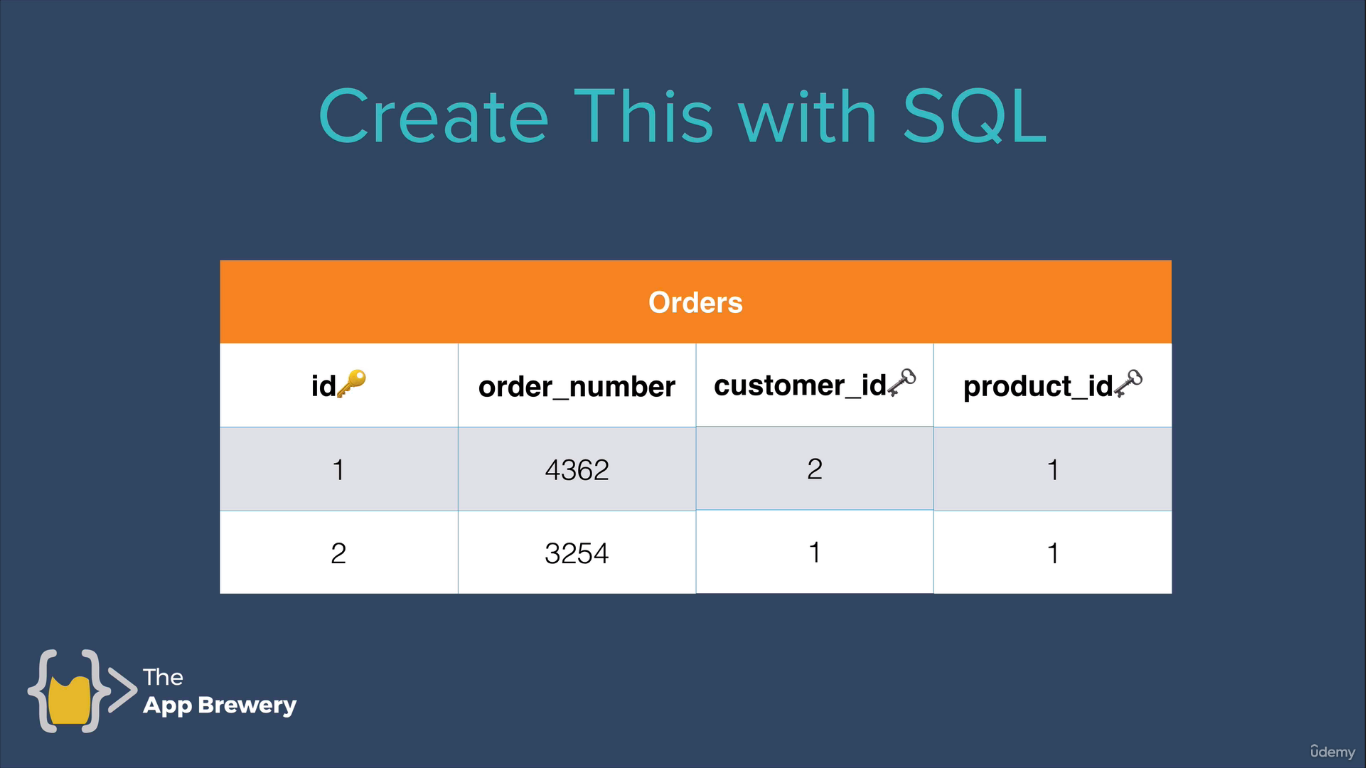 Create This with SQL
Orders
id🔑 order_number customer_id🗝 product_id🗝
1 4362 2 1
2 3254 1 1
The
App Brewery
ûdemy